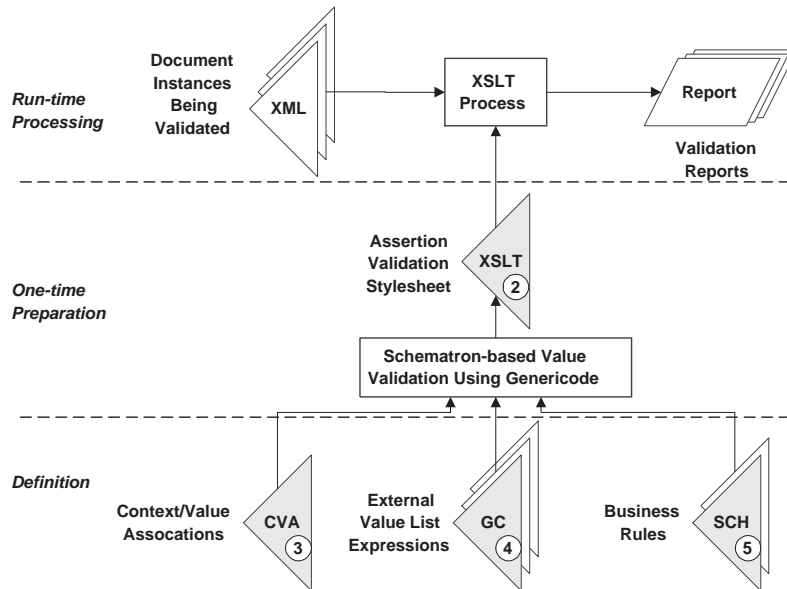 Document
Instances
Being
Validated
XML
XSLT
Process
Report
Validation
Reports
Run-time
Processing
Assertion
Validation
Stylesheet
XSLT
2
One-time
Preparation
Schematron-based Value
Validation Using Genericode
Definition
Context/Value
Assocations
CVA
3
External
Value List
Expressions
GC
4
Business
Rules
SCH
5